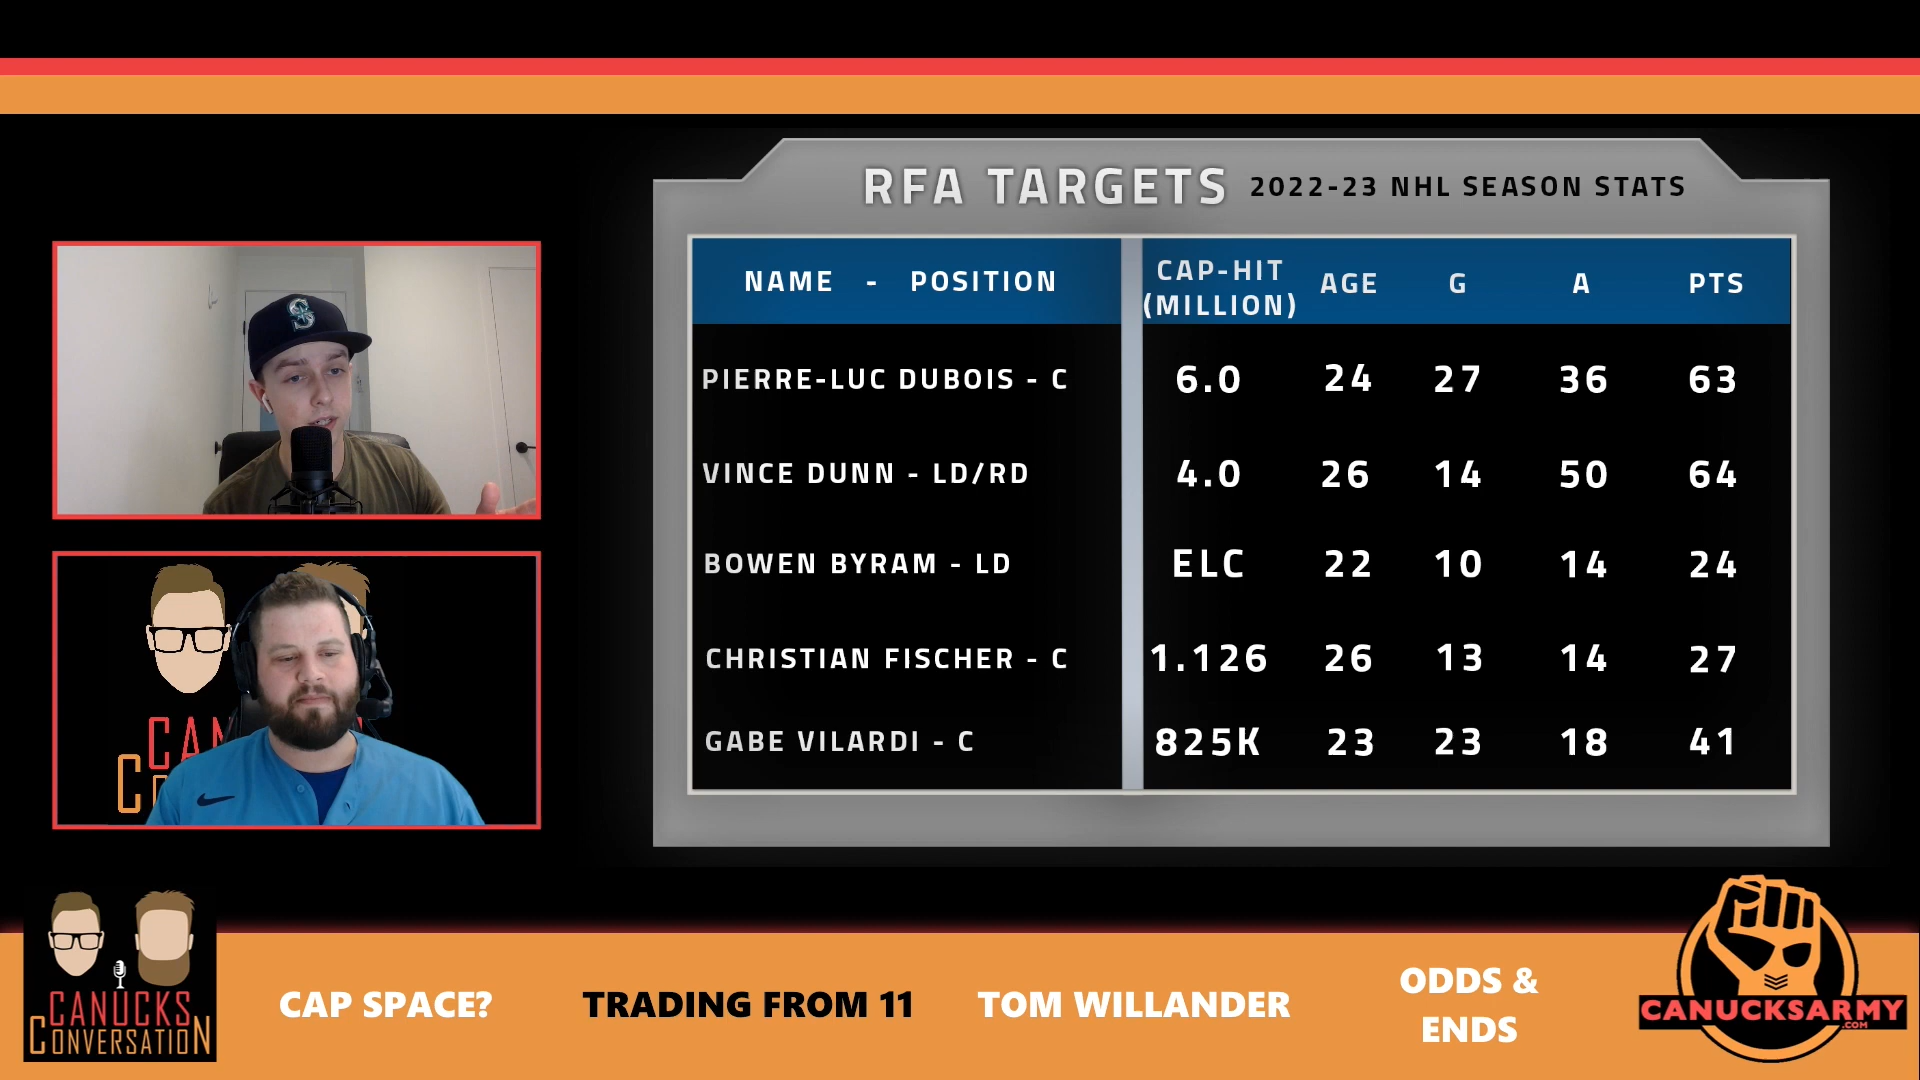 RFA TARGETS 2022-23 NHL SEASON STATS
NAME - POSITION CAP-HIT (MILLION) AGE G A PTS
PIERRE-LUC DUBOIS - C 6.0 24 27 36 63
VINCE DUNN - LD/RD 4.0 26 14 50 64
BOWEN BYRAM - LD ELC 22 10 14 24
CHRISTIAN FISCHER - C 1.126 26 13 14 27
GABE VILARDI - C 825K 23 23 18 41
S
CAN
CO
CANUCKS
CONVERSATION
CAP SPACE?
TRADING FROM 11
TOM WILLANDER
ODDS &
ENDS
CANUCKSARMY
.COM